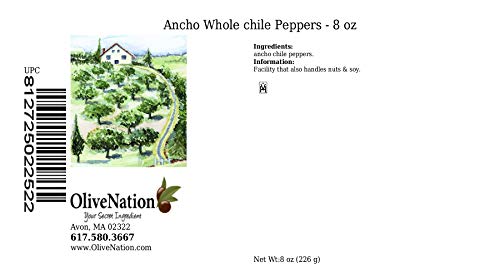 Ancho Whole chile Peppers - 8 oz
UPC
812725022522
OliveNation
Your Secret Ingredient
Avon, MA 02322
617.580.3667
www.OliveNation.com
Ingredients:
ancho chile peppers.
Information:
Facility that also handles nuts & soy.
Net Wt:8 oz (226 g)